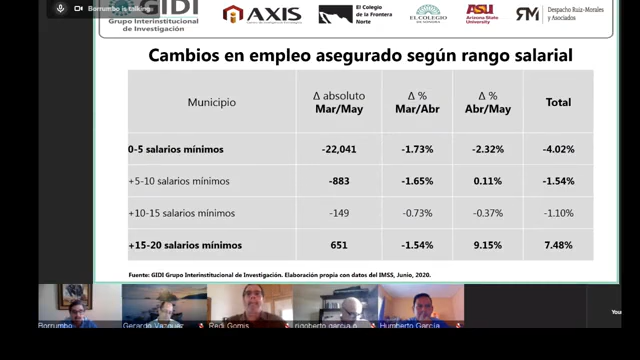 Borrumbo is talking
GIDI
Grupo Interinstitucional
de Investigación
AXIS
El Colegio
de la Frontera
Norte
EL COLEGIO
DE SONORA
ASU
Arizona State
University
RM
Despacho Ruiz-Morales
y Asociados
Cambios en empleo asegurado según rango salarial
Municipio
Δ absoluto
Mar/May
Δ %
Mar/Abr
Δ %
Abr/May
Total
0-5 salarios mínimos -22,041 -1.73% -2.32% -4.02%
+5-10 salarios mínimos -883 -1.65% 0.11% -1.54%
+10-15 salarios mínimos -149 -0.73% -0.37% -1.10%
+15-20 salarios mínimos 651 -1.54% 9.15% 7.48%
Fuente: GIDI Grupo Interinstitucional de Investigación. Elaboración propia con datos del IMSS, Junio, 2020.
Borrumbo
Gerardo Vazquez
Redi Gomis
rigoberto garcia o
Humberto García
You